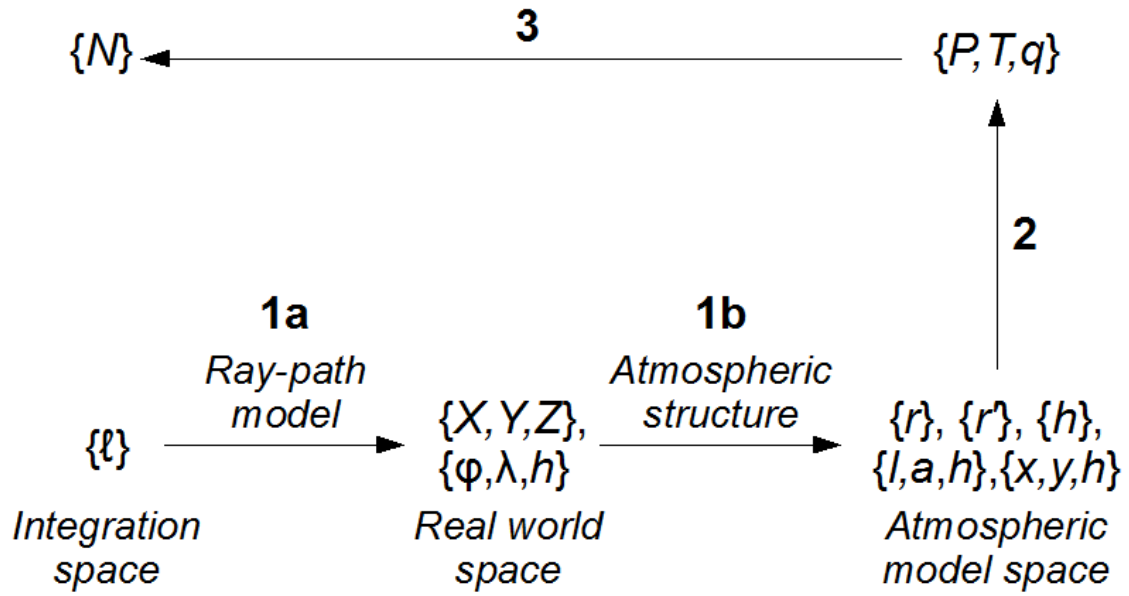 3
{N}
{P,T,q}
2
1a
1b
Ray-path
model
Atmospheric
structure
{ℓ}
{X,Y,Z},
{φ,λ,h}
{r}, {r'}, {h},
{l,a,h},{x,y,h}
Integration
space
Real world
space
Atmospheric
model space